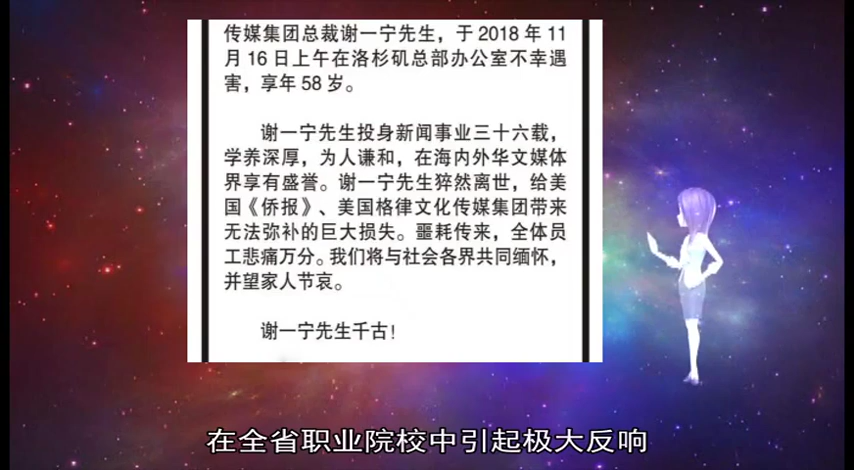 传媒集团总裁谢一宁先生，于 2018 年 11
月 16 日上午在洛杉矶总部办公室不幸遇
害，享年 58 岁。
谢一宁先生投身新闻事业三十六载，
学养深厚，为人谦和，在海内外华文媒体
界享有盛誉。谢一宁先生猝然离世，给美
国《侨报》、美国格律文化传媒集团带来
无法弥补的巨大损失。噩耗传来，全体员
工悲痛万分。我们将与社会各界共同缅怀，
并望家人节哀。
谢一宁先生千古！
在全省职业院校中引起极大反响